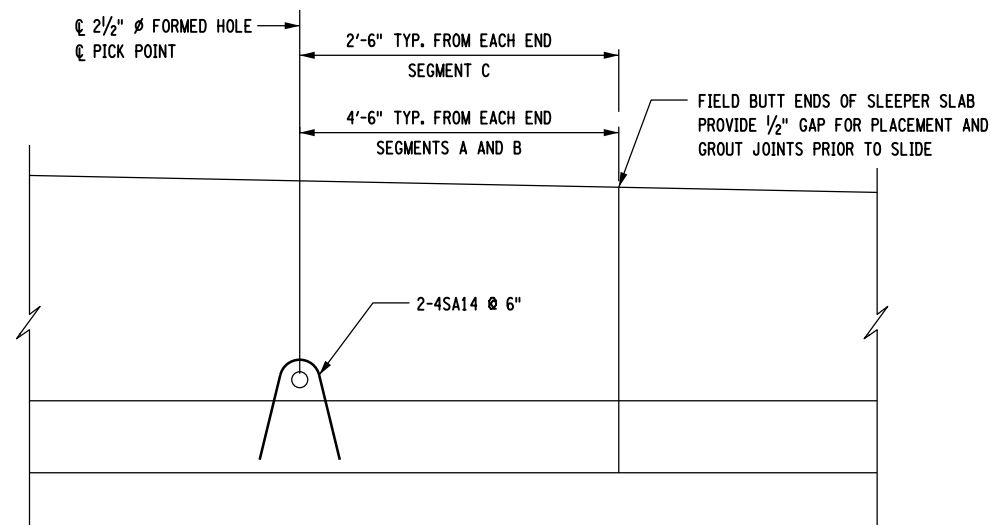 ℄ 2½" Ø FORMED HOLE
℄ PICK POINT
2'-6" TYP. FROM EACH END
SEGMENT C
4'-6" TYP. FROM EACH END
SEGMENTS A AND B
FIELD BUTT ENDS OF SLEEPER SLAB
PROVIDE ½" GAP FOR PLACEMENT AND
GROUT JOINTS PRIOR TO SLIDE
2-4SA14 @ 6"